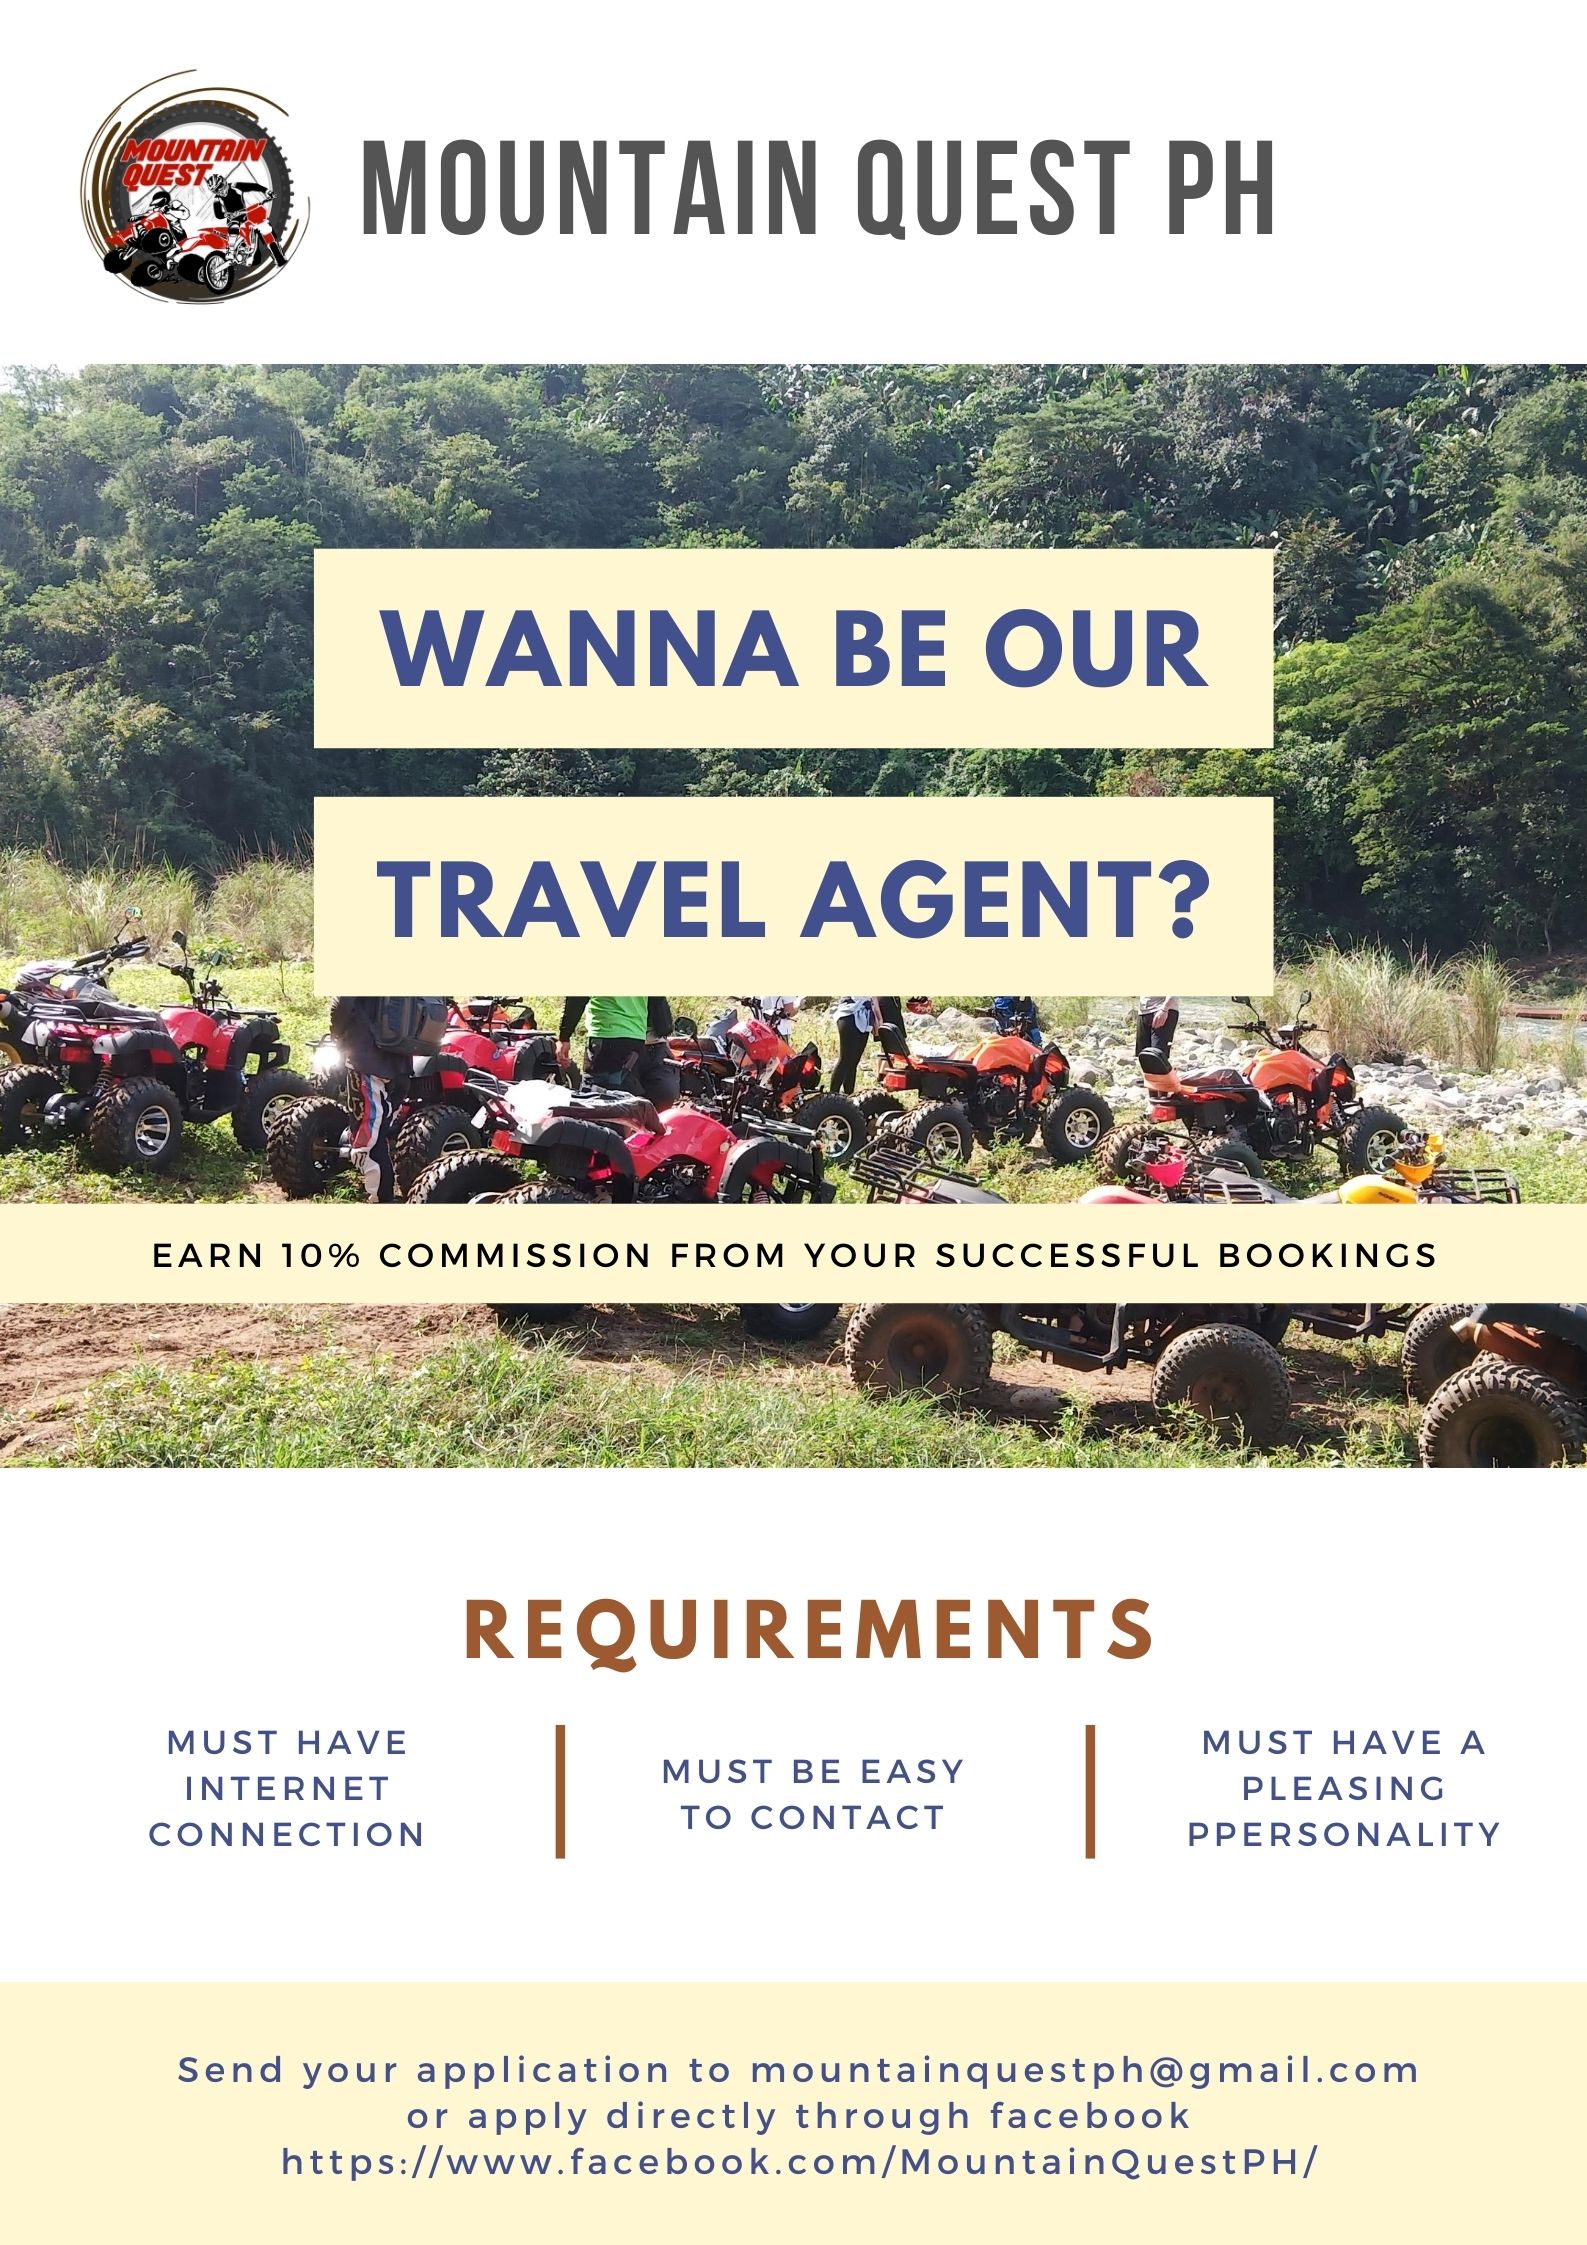 MOUNTAIN
QUEST
MOUNTAIN QUEST PH
WANNA BE OUR
TRAVEL AGENT?
EARN 10% COMMISSION FROM YOUR SUCCESSFUL BOOKINGS
REQUIREMENTS
MUST HAVE
INTERNET
CONNECTION
MUST BE EASY
TO CONTACT
MUST HAVE A
PLEASING
PPERSONALITY
Send your application to mountainquestph@gmail.com
or apply directly through facebook
https://www.facebook.com/MountainQuestPH/